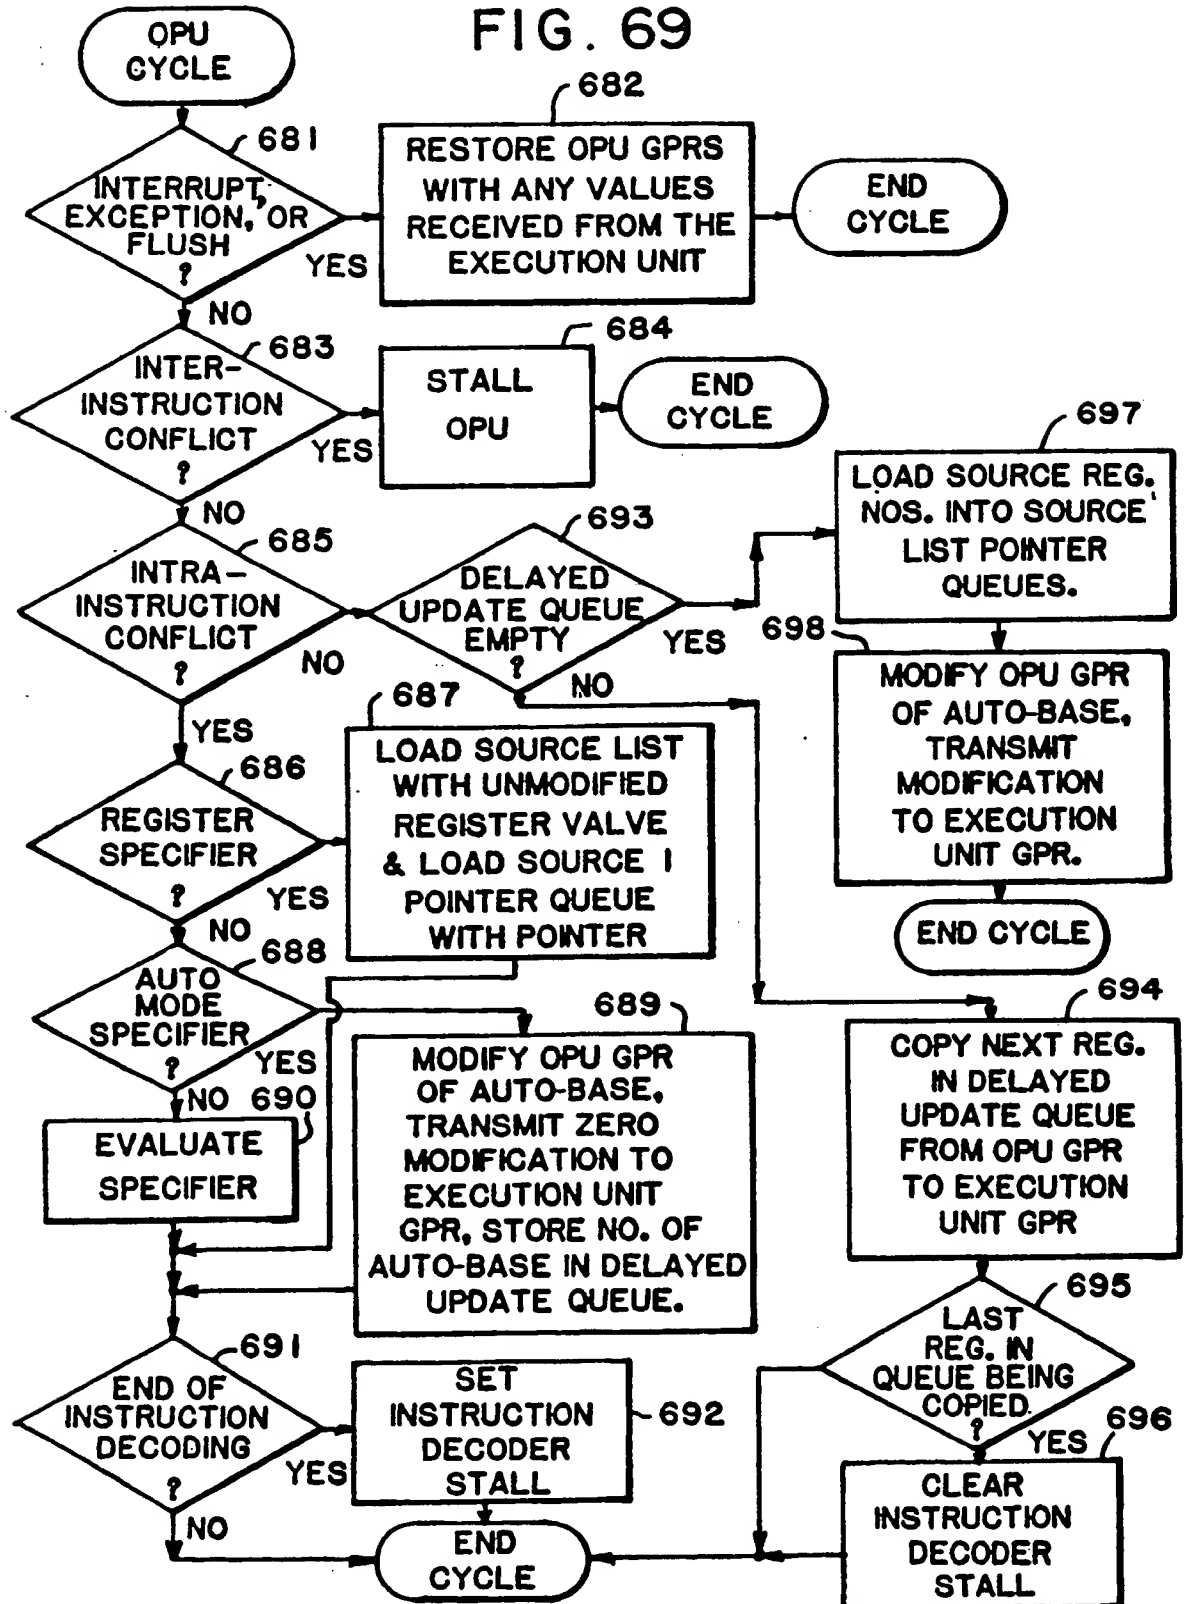 FIG. 69
OPU
CYCLE
681
INTERRUPT,
EXCEPTION, OR
FLUSH
?
YES
NO
682
RESTORE OPU GPRS
WITH ANY VALUES
RECEIVED FROM THE
EXECUTION UNIT
END
CYCLE
683
INTER-
INSTRUCTION
CONFLICT
?
YES
NO
684
STALL
OPU
END
CYCLE
685
INTRA-
INSTRUCTION
CONFLICT
?
NO
YES
693
DELAYED
UPDATE QUEUE
EMPTY
?
YES
NO
697
LOAD SOURCE REG.
NOS. INTO SOURCE
LIST POINTER
QUEUES.
698
MODIFY OPU GPR
OF AUTO-BASE,
TRANSMIT
MODIFICATION
TO EXECUTION
UNIT GPR.
END CYCLE
686
REGISTER
SPECIFIER
?
YES
NO
687
LOAD SOURCE LIST
WITH UNMODIFIED
REGISTER VALVE
& LOAD SOURCE 1
POINTER QUEUE
WITH POINTER
688
AUTO
MODE
SPECIFIER
?
YES
NO
689
MODIFY OPU GPR
OF AUTO-BASE,
TRANSMIT ZERO
MODIFICATION TO
EXECUTION UNIT
GPR, STORE NO. OF
AUTO-BASE IN DELAYED
UPDATE QUEUE.
690
EVALUATE
SPECIFIER
694
COPY NEXT REG.
IN DELAYED
UPDATE QUEUE
FROM OPU GPR
TO EXECUTION
UNIT GPR
695
LAST
REG. IN
QUEUE BEING
COPIED
?
YES
696
CLEAR
INSTRUCTION
DECODER
STALL
691
END OF
INSTRUCTION
DECODING
?
YES
NO
692
SET
INSTRUCTION
DECODER
STALL
END
CYCLE